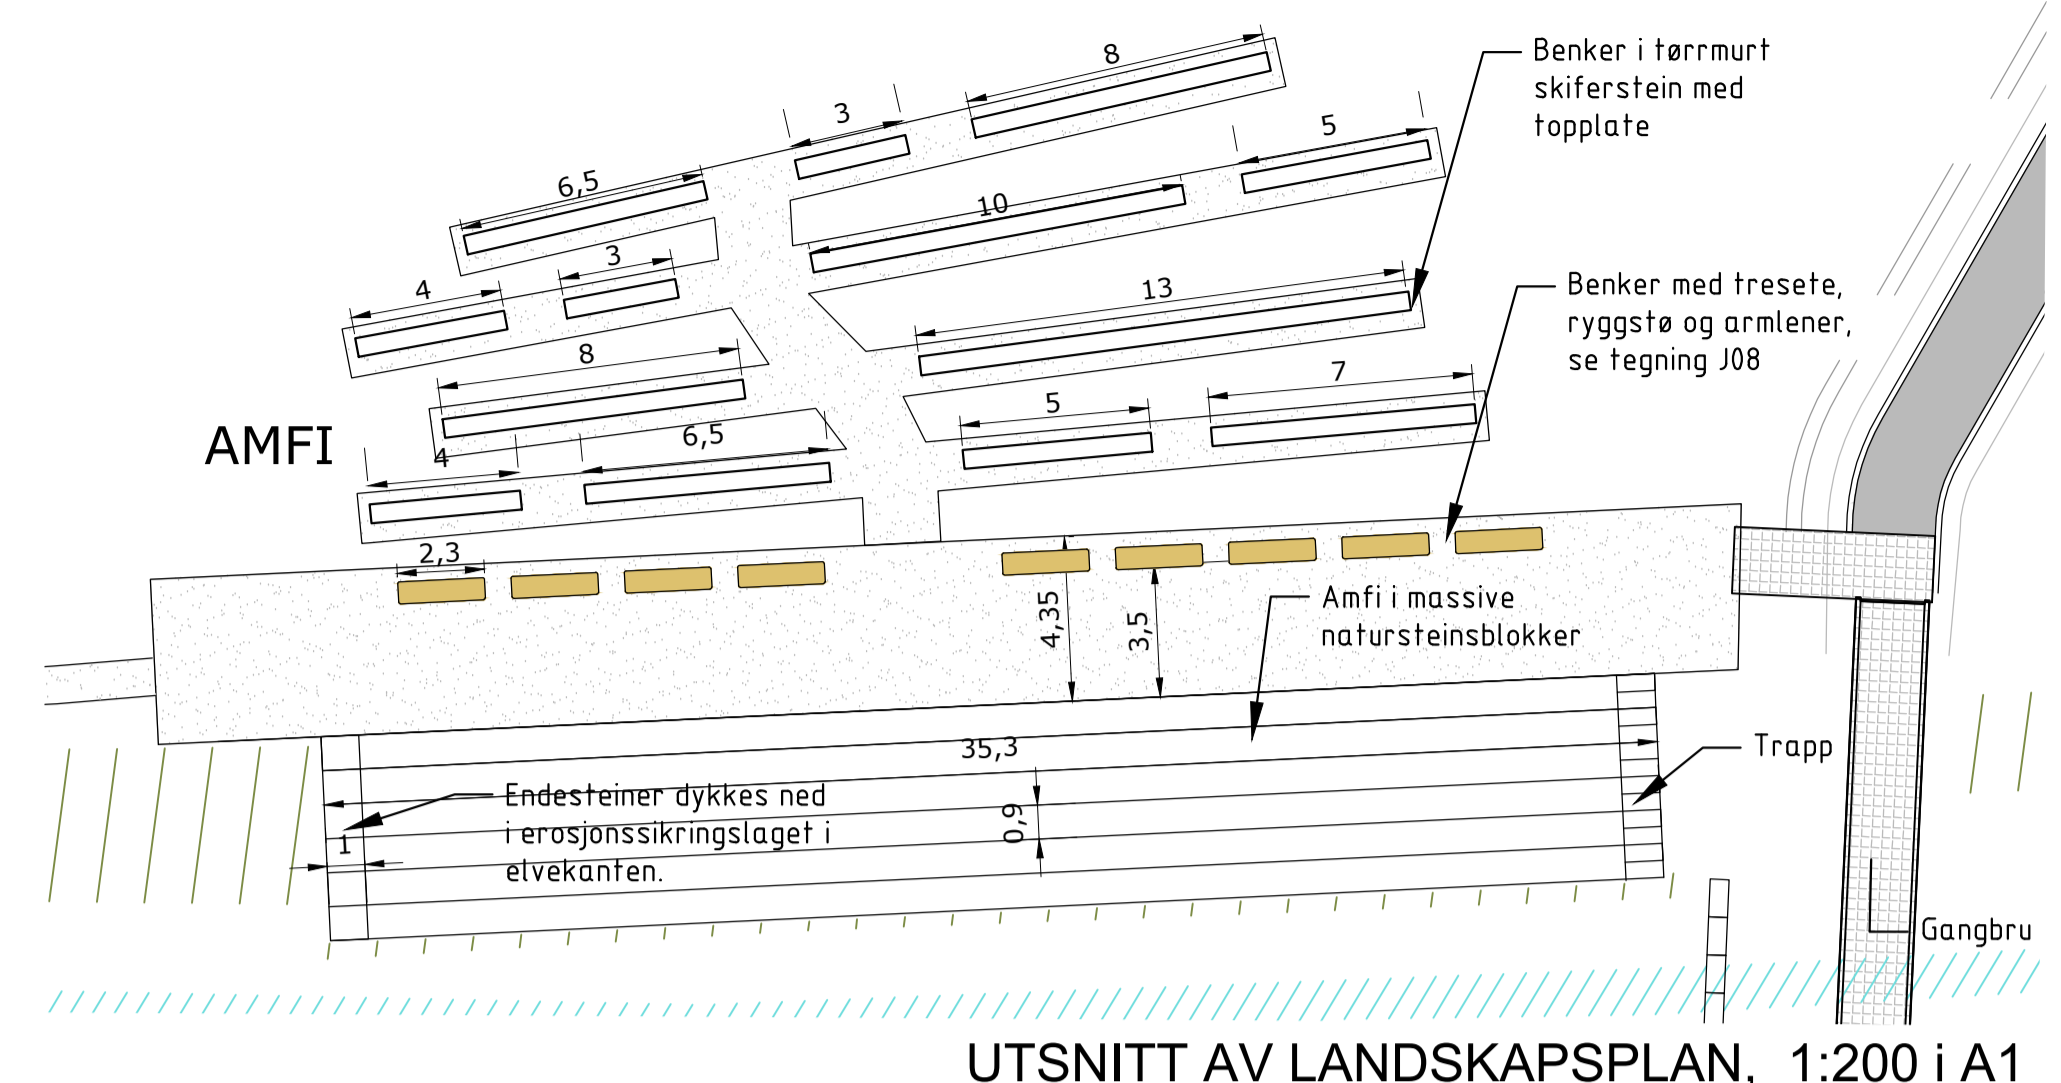 8
Benker i tørrmurt
skiferstein med
topplate
3
5
6,5
10
3
4
13
Benker med tresete,
ryggstø og armlener,
se tegning J08
8
7
5
AMFI
6,5
4
2,3
4,35
3,5
Amfi i massive
natursteinsblokker
35,3
Trapp
Endesteiner dykkes ned
i erosjonssikringslaget i
elvekanten.
0,9
1
Gangbru
UTSNITT AV LANDSKAPSPLAN, 1:200 i A1